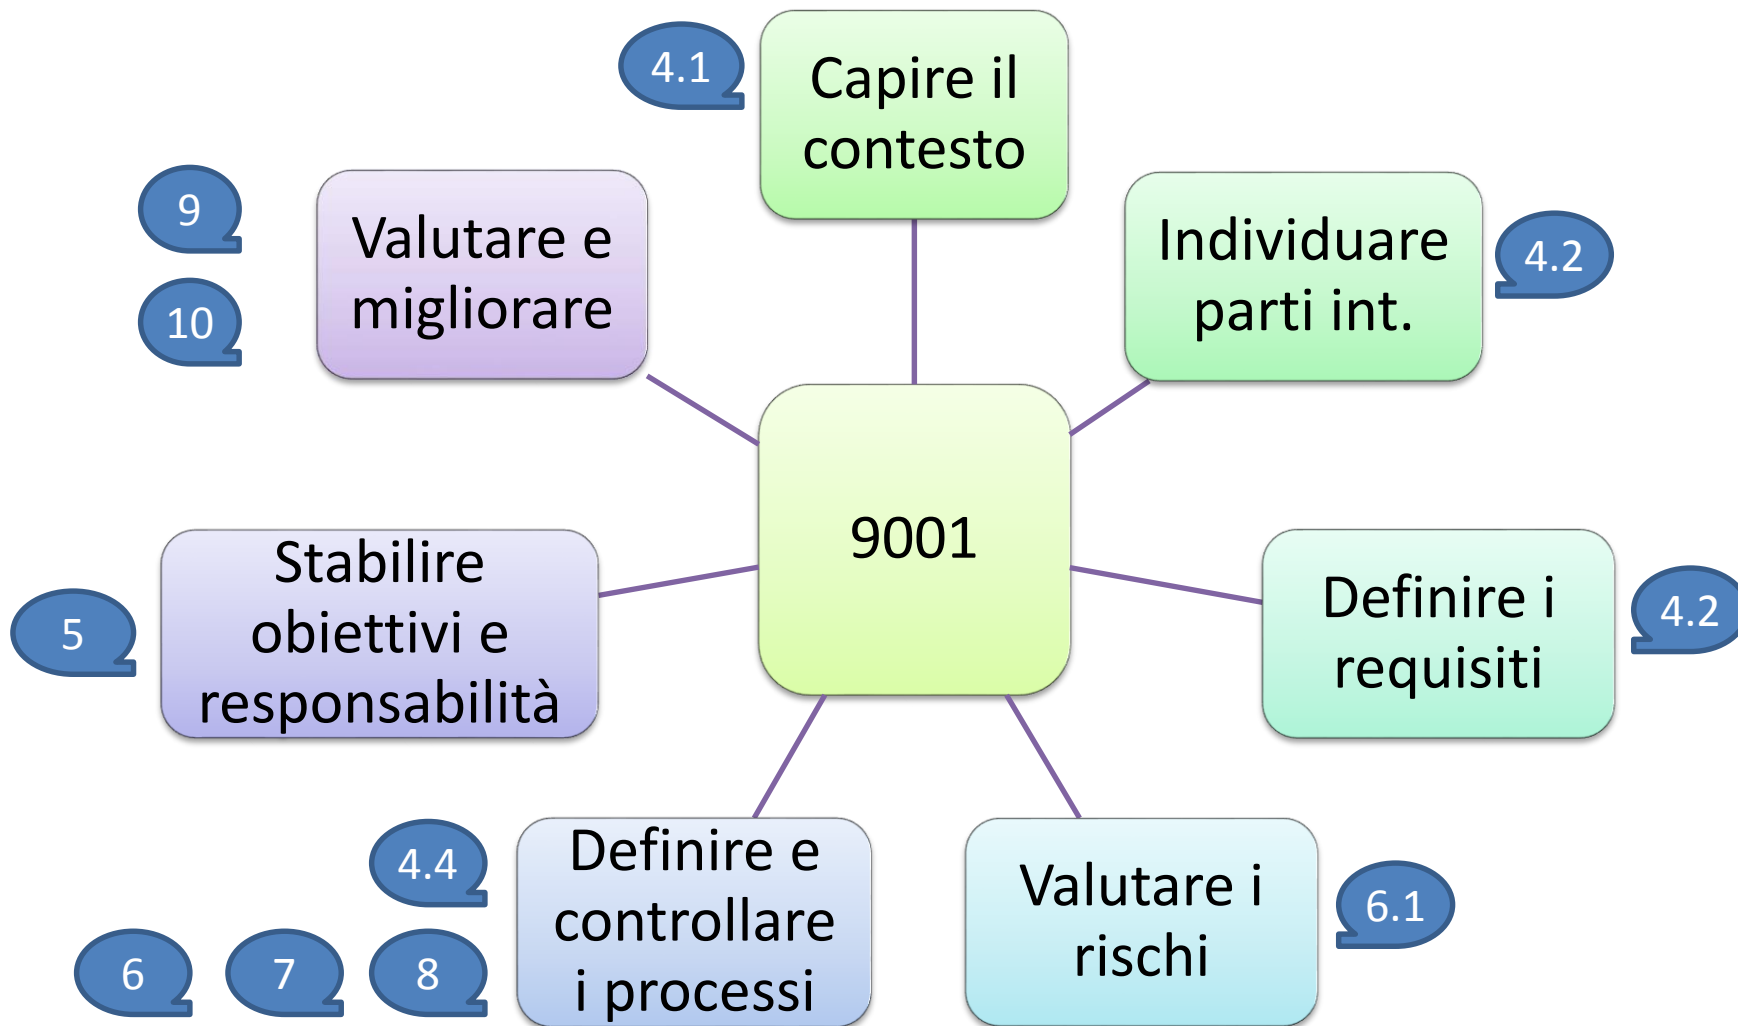 4.1
Capire il
contesto
9
10
Valutare e
migliorare
Individuare
parti int.
4.2
9001
5
Stabilire
obiettivi e
responsabilità
Definire i
requisiti
4.2
4.4
6
7
8
Definire e
controllare
i processi
Valutare i
rischi
6.1